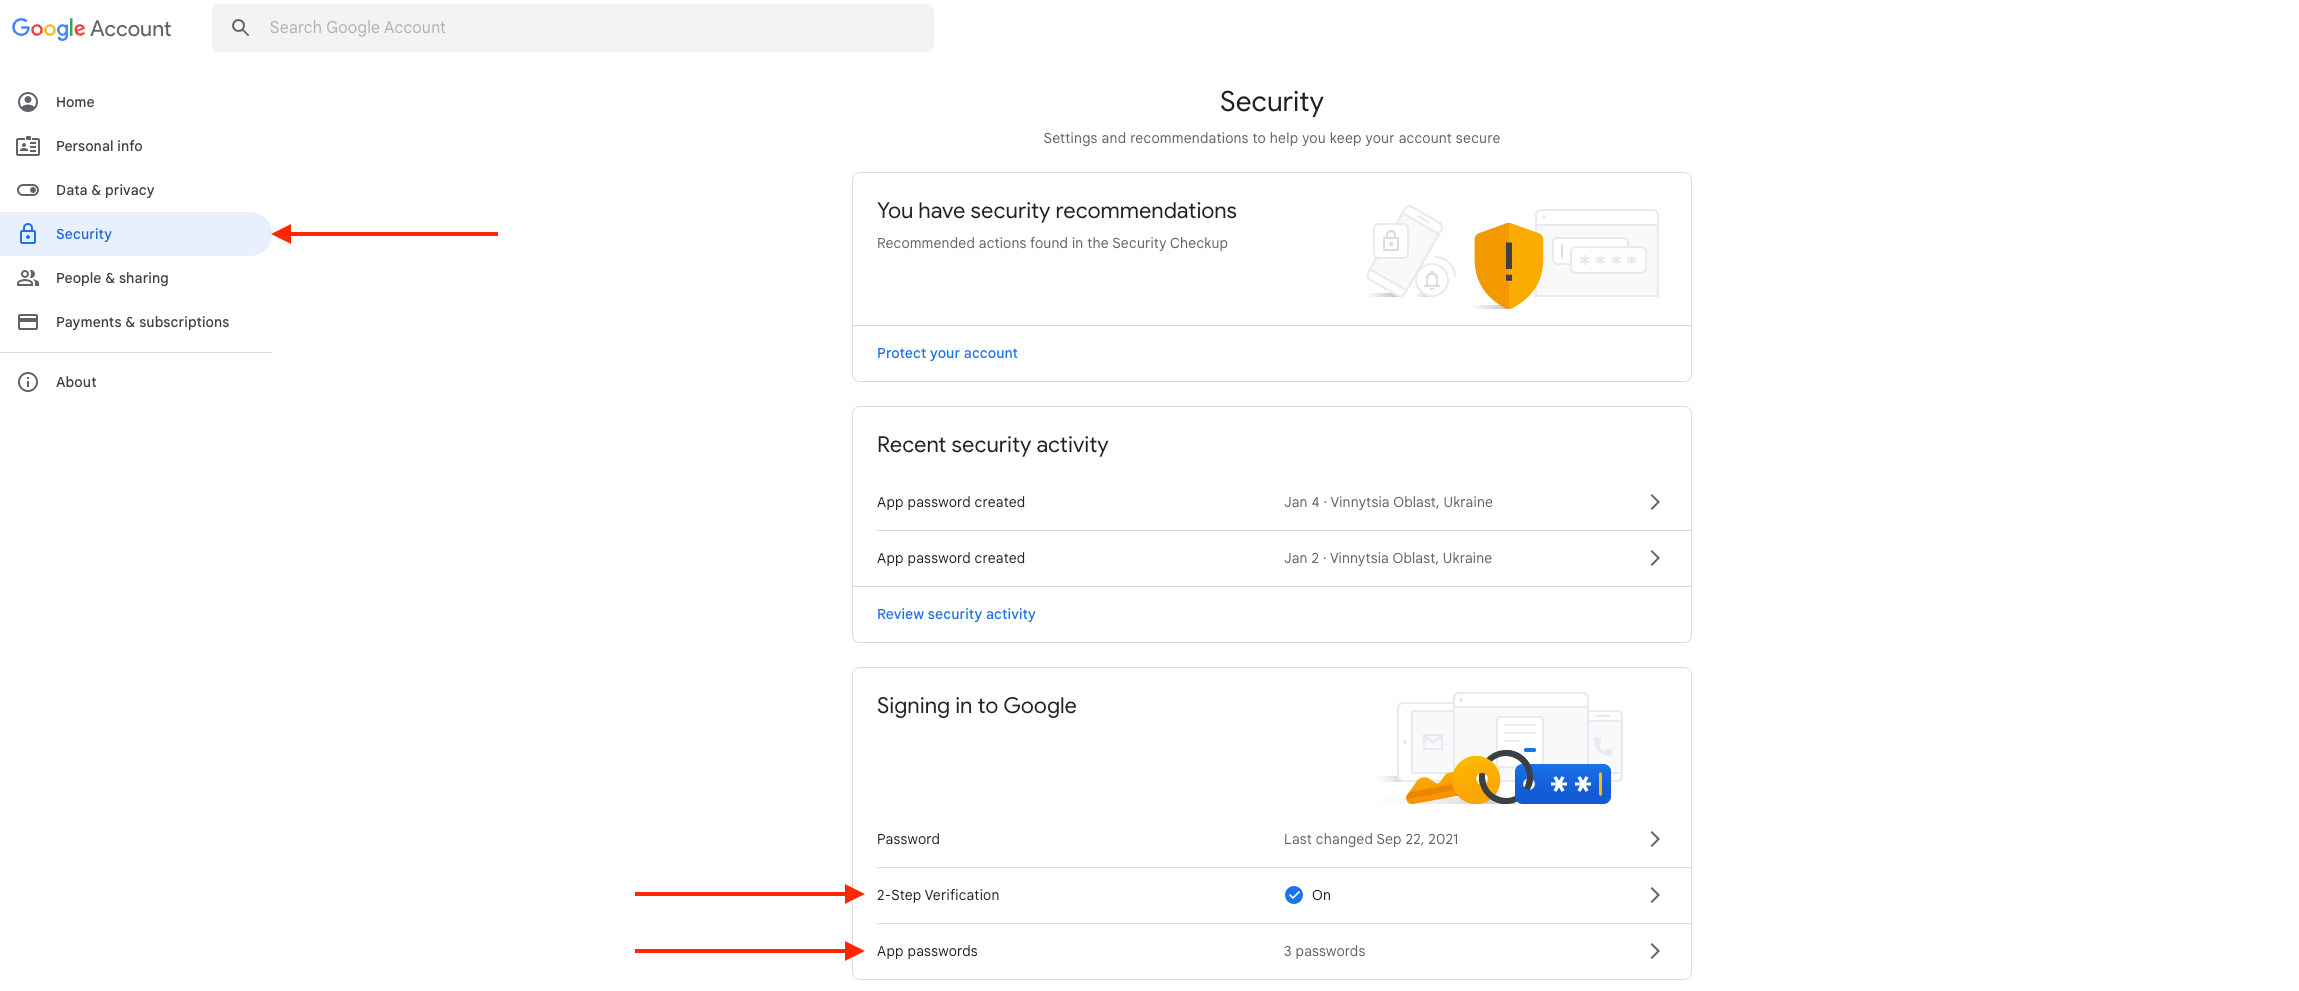 Google Account
Search Google Account
Home
Personal info
Data & privacy
Security
People & sharing
Payments & subscriptions
About
Security
Settings and recommendations to help you keep your account secure
You have security recommendations
Recommended actions found in the Security Checkup
Protect your account
Recent security activity
App password created Jan 4 · Vinnytsia Oblast, Ukraine
App password created Jan 2 · Vinnytsia Oblast, Ukraine
Review security activity
Signing in to Google
Password Last changed Sep 22, 2021
2-Step Verification On
App passwords 3 passwords